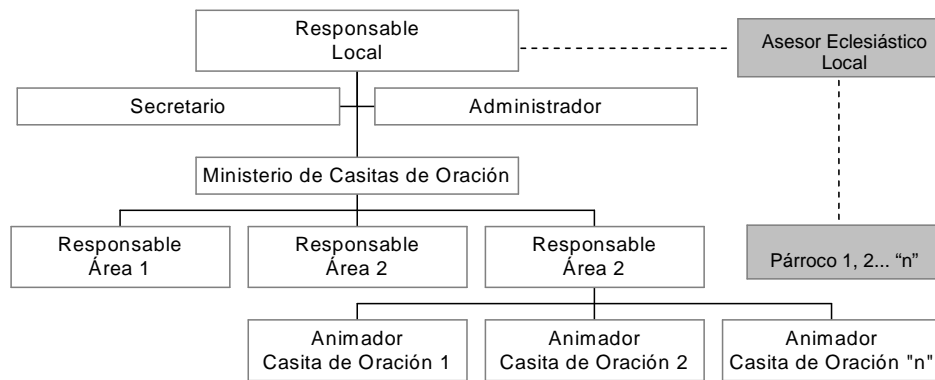 Responsable
Local
Asesor Eclesiástico
Local
Secretario
Administrador
Ministerio de Casitas de Oración
Responsable
Área 1
Responsable
Área 2
Responsable
Área 2
Párroco 1, 2... “n”
Animador
Casita de Oración 1
Animador
Casita de Oración 2
Animador
Casita de Oración "n"